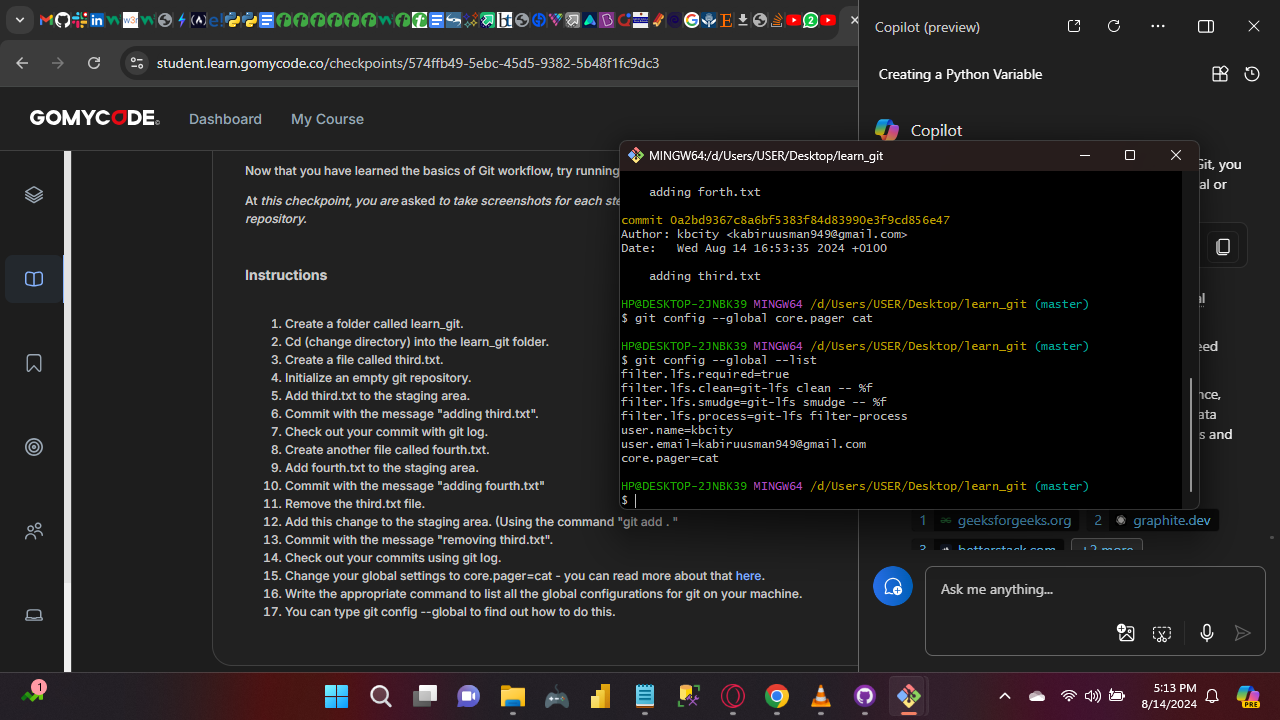 student.learn.gomycode.co/checkpoints/574ffb49-5ebc-45d5-9382-5b48f1fc9dc3
GOMYCODE
Dashboard
My Course
Now that you have learned the basics of Git workflow, try running
At this checkpoint, you are asked to take screenshots for each ste
repository.
Instructions
1. Create a folder called learn_git.
2. Cd (change directory) into the learn_git folder.
3. Create a file called third.txt.
4. Initialize an empty git repository.
5. Add third.txt to the staging area.
6. Commit with the message "adding third.txt".
7. Check out your commit with git log.
8. Create another file called fourth.txt.
9. Add fourth.txt to the staging area.
10. Commit with the message "adding fourth.txt"
11. Remove the third.txt file.
12. Add this change to the staging area. (Using the command "git add . "
13. Commit with the message "removing third.txt".
14. Check out your commits using git log.
15. Change your global settings to core.pager=cat - you can read more about that here.
16. Write the appropriate command to list all the global configurations for git on your machine.
17. You can type git config --global to find out how to do this.
Copilot (preview)
Creating a Python Variable
Copilot
Git, you
al or
MINGW64:/d/Users/USER/Desktop/learn_git
adding forth.txt
commit 0a2bd9367c8a6bf5383f84d83990e3f9cd856e47
Author: kbcity <kabiruusman949@gmail.com>
Date:   Wed Aug 14 16:53:35 2024 +0100
adding third.txt
HP@DESKTOP-2JNBK39 MINGW64 /d/Users/USER/Desktop/learn_git (master)
$ git config --global core.pager cat
HP@DESKTOP-2JNBK39 MINGW64 /d/Users/USER/Desktop/learn_git (master)
$ git config --global --list
filter.lfs.required=true
filter.lfs.clean=git-lfs clean -- %f
filter.lfs.smudge=git-lfs smudge -- %f
filter.lfs.process=git-lfs filter-process
user.name=kbcity
user.email=kabiruusman949@gmail.com
core.pager=cat
HP@DESKTOP-2JNBK39 MINGW64 /d/Users/USER/Desktop/learn_git (master)
$
al
eed
nce,
ata
s and
1 geeksforgeeks.org 2 graphite.dev
3 betterstack.com +2 more
Ask me anything...
1
5:13 PM
8/14/2024
PRE